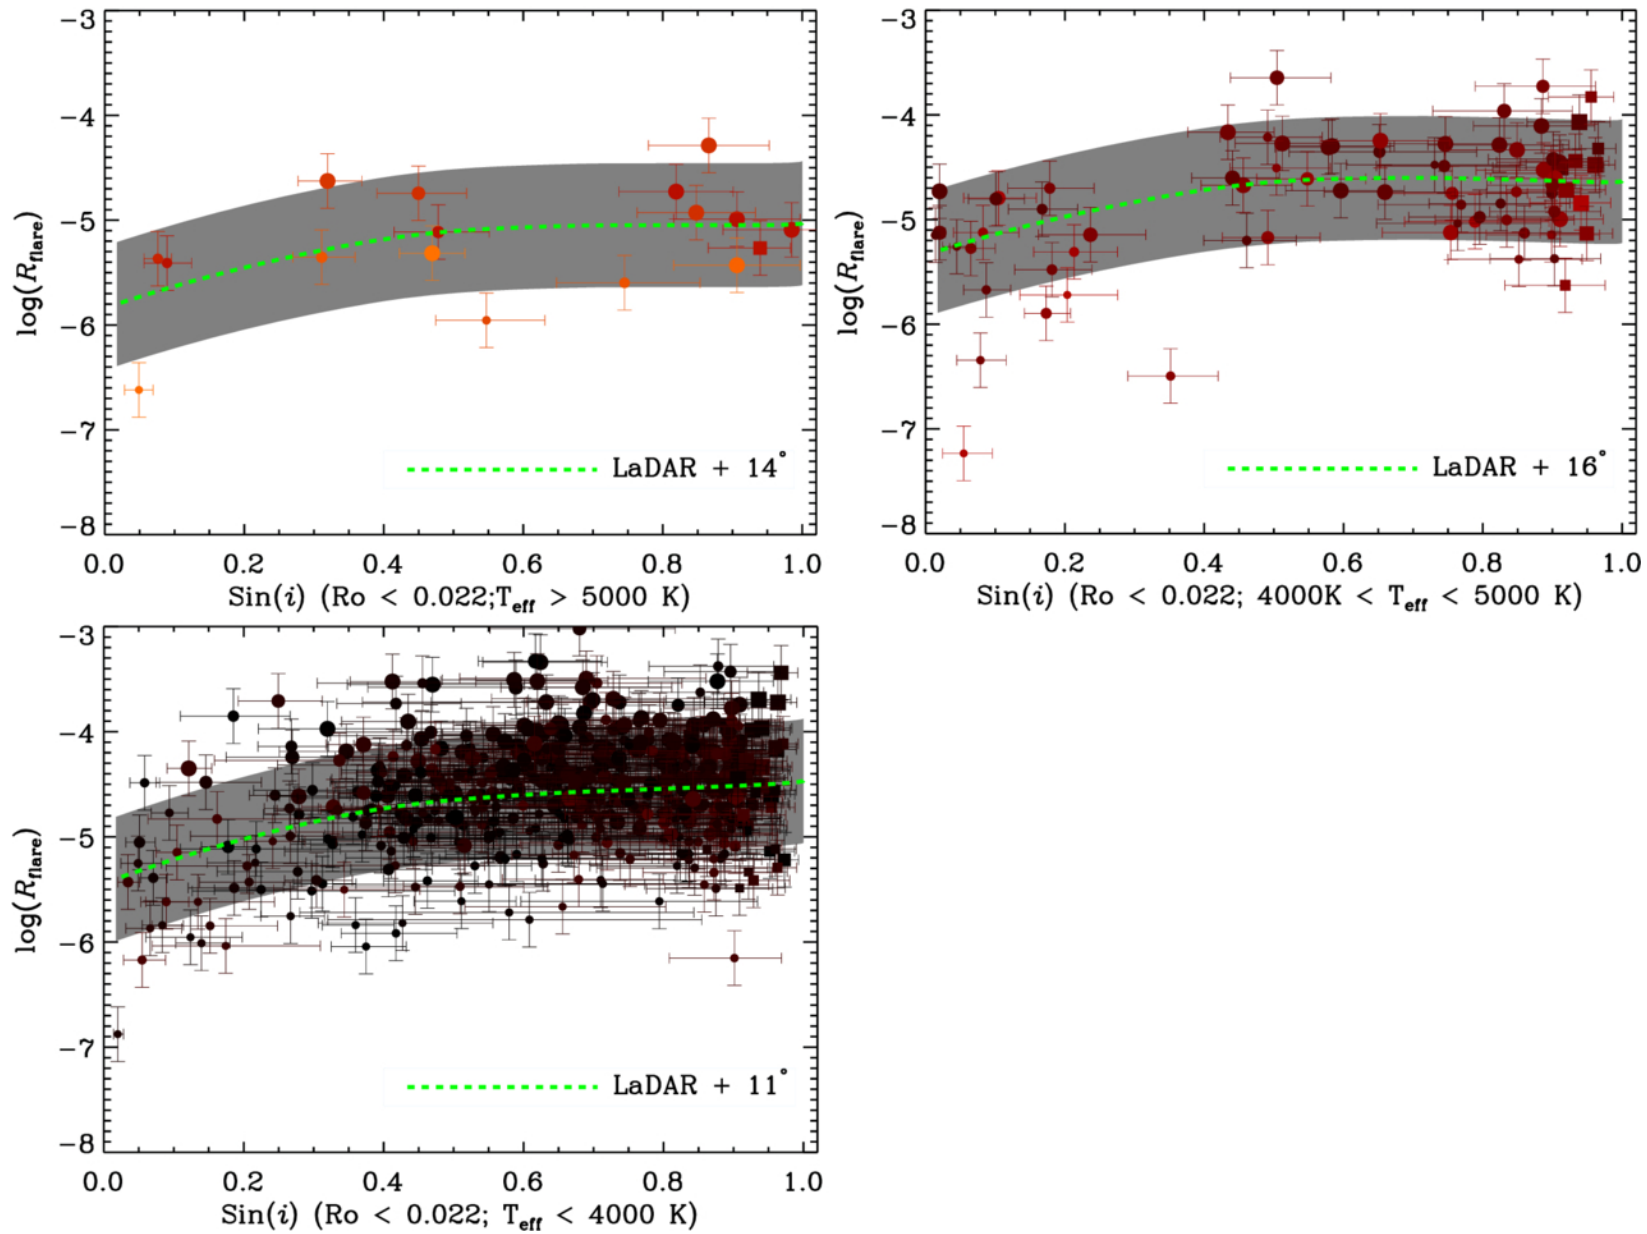 −3
−4
−5
−6
−7
−8
log(R_flare)
0.0 0.2 0.4 0.6 0.8 1.0
Sin(i) (Ro < 0.022;T_eff > 5000 K)
LaDAR + 14°
−3
−4
−5
−6
−7
−8
log(R_flare)
0.0 0.2 0.4 0.6 0.8 1.0
Sin(i) (Ro < 0.022; 4000K < T_eff < 5000 K)
LaDAR + 16°
−3
−4
−5
−6
−7
−8
log(R_flare)
0.0 0.2 0.4 0.6 0.8 1.0
Sin(i) (Ro < 0.022; T_eff < 4000 K)
LaDAR + 11°